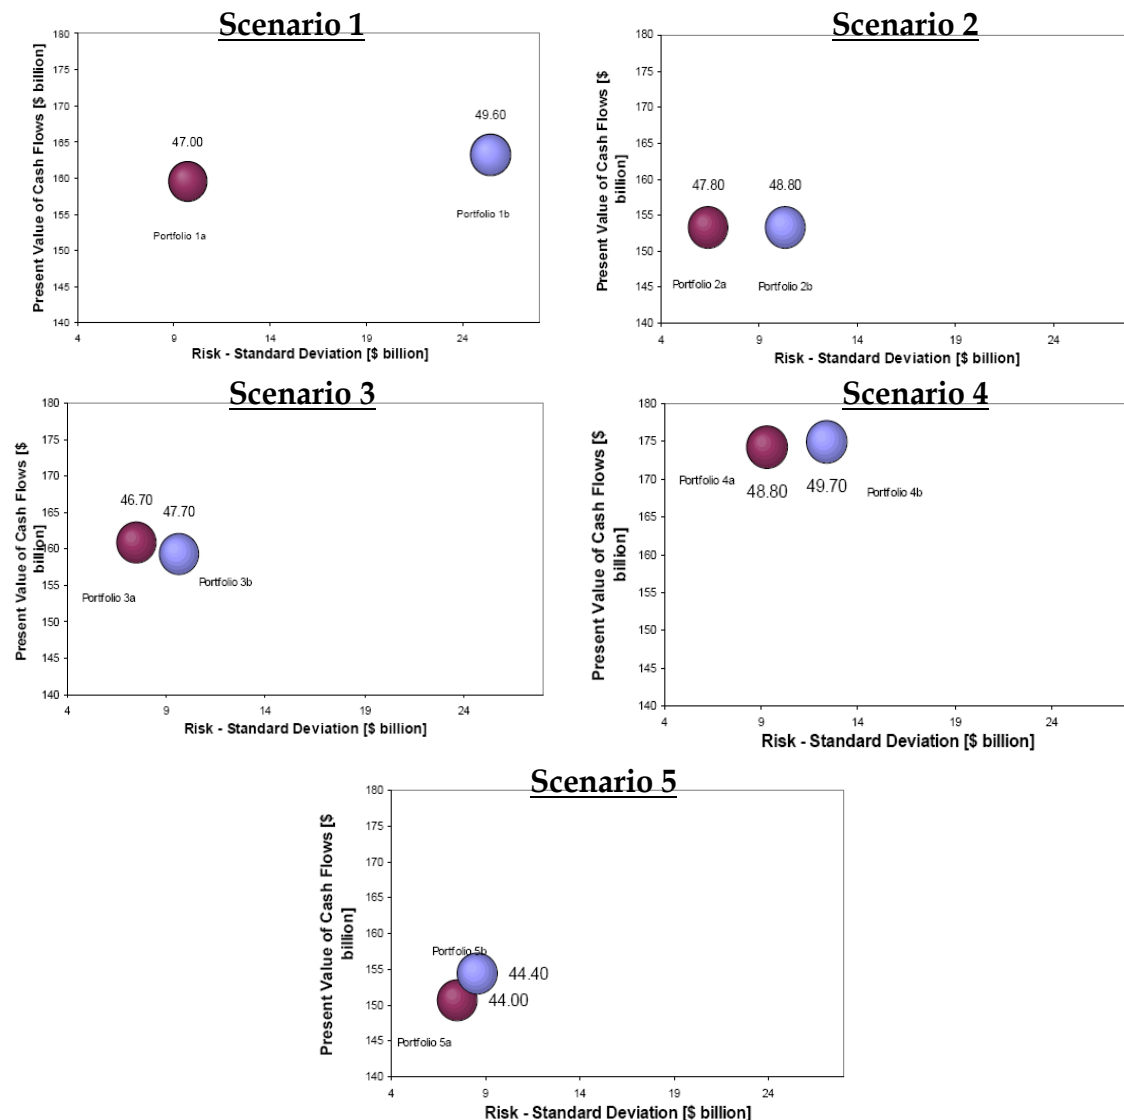 Scenario 1
Present Value of Cash Flows [$ billion]
180
175
170
165
160
155
150
145
140
47.00
49.60
Portfolio 1a
Portfolio 1b
4 9 14 19 24
Risk - Standard Deviation [$ billion]
Scenario 2
Present Value of Cash Flows [$
billion]
180
175
170
165
160
155
150
145
140
47.80 48.80
Portfolio 2a Portfolio 2b
4 9 14 19 24
Risk - Standard Deviation [$ billion]
Scenario 3
Present Value of Cash Flows [$
billion]
180
175
170
165
160
155
150
145
140
46.70
47.70
Portfolio 3b
Portfolio 3a
4 9 14 19 24
Risk - Standard Deviation [$ billion]
Scenario 4
Present Value of Cash Flows [$
billion]
180
175
170
165
160
155
150
145
140
Portfolio 4a
48.80 49.70
Portfolio 4b
4 9 14 19 24
Risk - Standard Deviation [$ billion]
Scenario 5
Present Value of Cash Flows [$
billion]
180
175
170
165
160
155
150
145
140
Portfolio 5b
44.40
44.00
Portfolio 5a
4 9 14 19 24
Risk - Standard Deviation [$ billion]